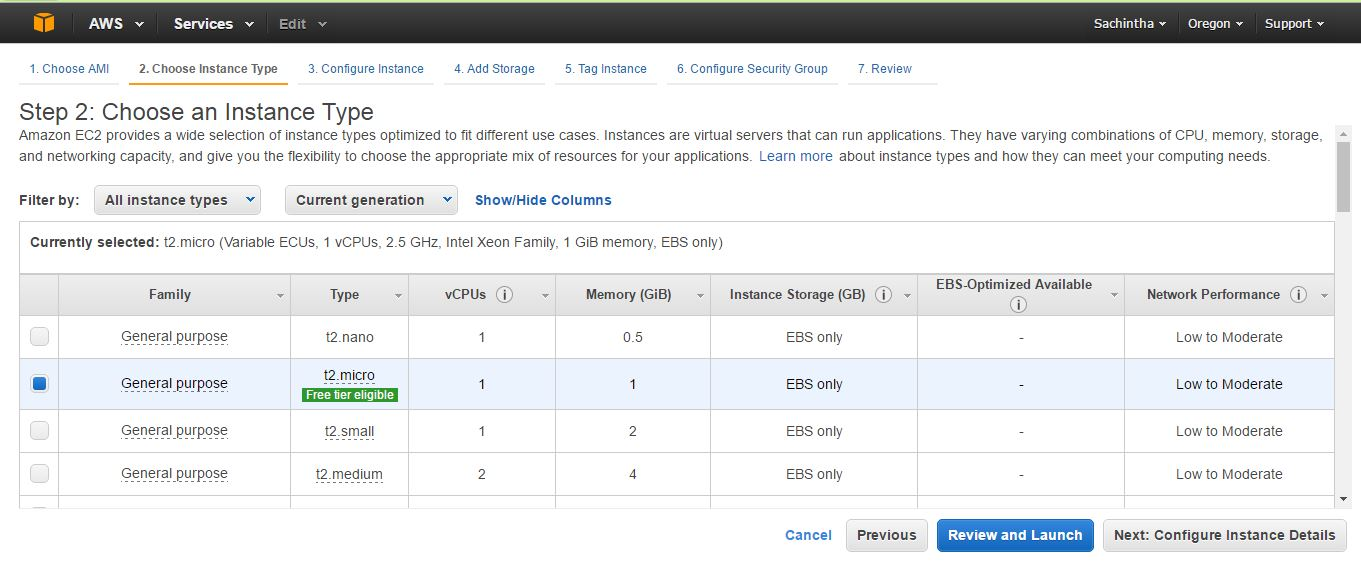 AWS Services Edit Sachintha Oregon Support
1. Choose AMI 2. Choose Instance Type 3. Configure Instance 4. Add Storage 5. Tag Instance 6. Configure Security Group 7. Review
Step 2: Choose an Instance Type
Amazon EC2 provides a wide selection of instance types optimized to fit different use cases. Instances are virtual servers that can run applications. They have varying combinations of CPU, memory, storage,
and networking capacity, and give you the flexibility to choose the appropriate mix of resources for your applications. Learn more about instance types and how they can meet your computing needs.
Filter by: All instance types Current generation Show/Hide Columns
Currently selected: t2.micro (Variable ECUs, 1 vCPUs, 2.5 GHz, Intel Xeon Family, 1 GiB memory, EBS only)
Family Type vCPUs i Memory (GiB) Instance Storage (GB) i EBS-Optimized Available i Network Performance i
General purpose t2.nano 1 0.5 EBS only - Low to Moderate
General purpose t2.micro 1 1 EBS only - Low to Moderate
Free tier eligible
General purpose t2.small 1 2 EBS only - Low to Moderate
General purpose t2.medium 2 4 EBS only - Low to Moderate
Cancel Previous Review and Launch Next: Configure Instance Details